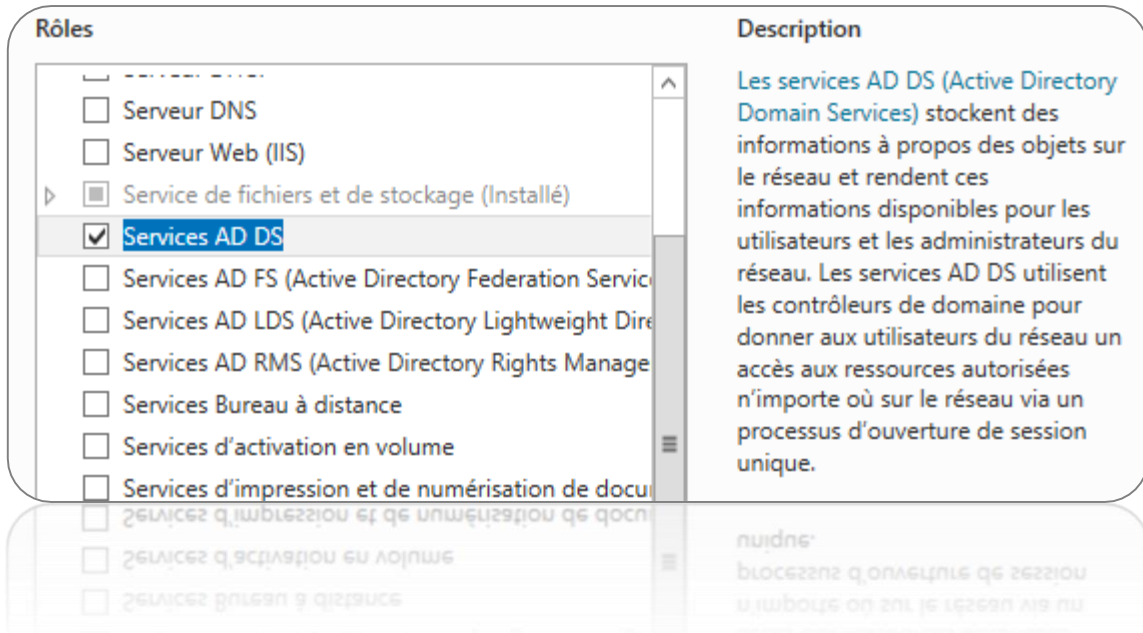 Rôles
Serveur DNS
Serveur Web (IIS)
Service de fichiers et de stockage (Installé)
Services AD DS
Services AD FS (Active Directory Federation Servic
Services AD LDS (Active Directory Lightweight Dire
Services AD RMS (Active Directory Rights Manage
Services Bureau à distance
Services d'activation en volume
Services d'impression et de numérisation de docu
Description
Les services AD DS (Active Directory
Domain Services) stockent des
informations à propos des objets sur
le réseau et rendent ces
informations disponibles pour les
utilisateurs et les administrateurs du
réseau. Les services AD DS utilisent
les contrôleurs de domaine pour
donner aux utilisateurs du réseau un
accès aux ressources autorisées
n'importe où sur le réseau via un
processus d'ouverture de session
unique.